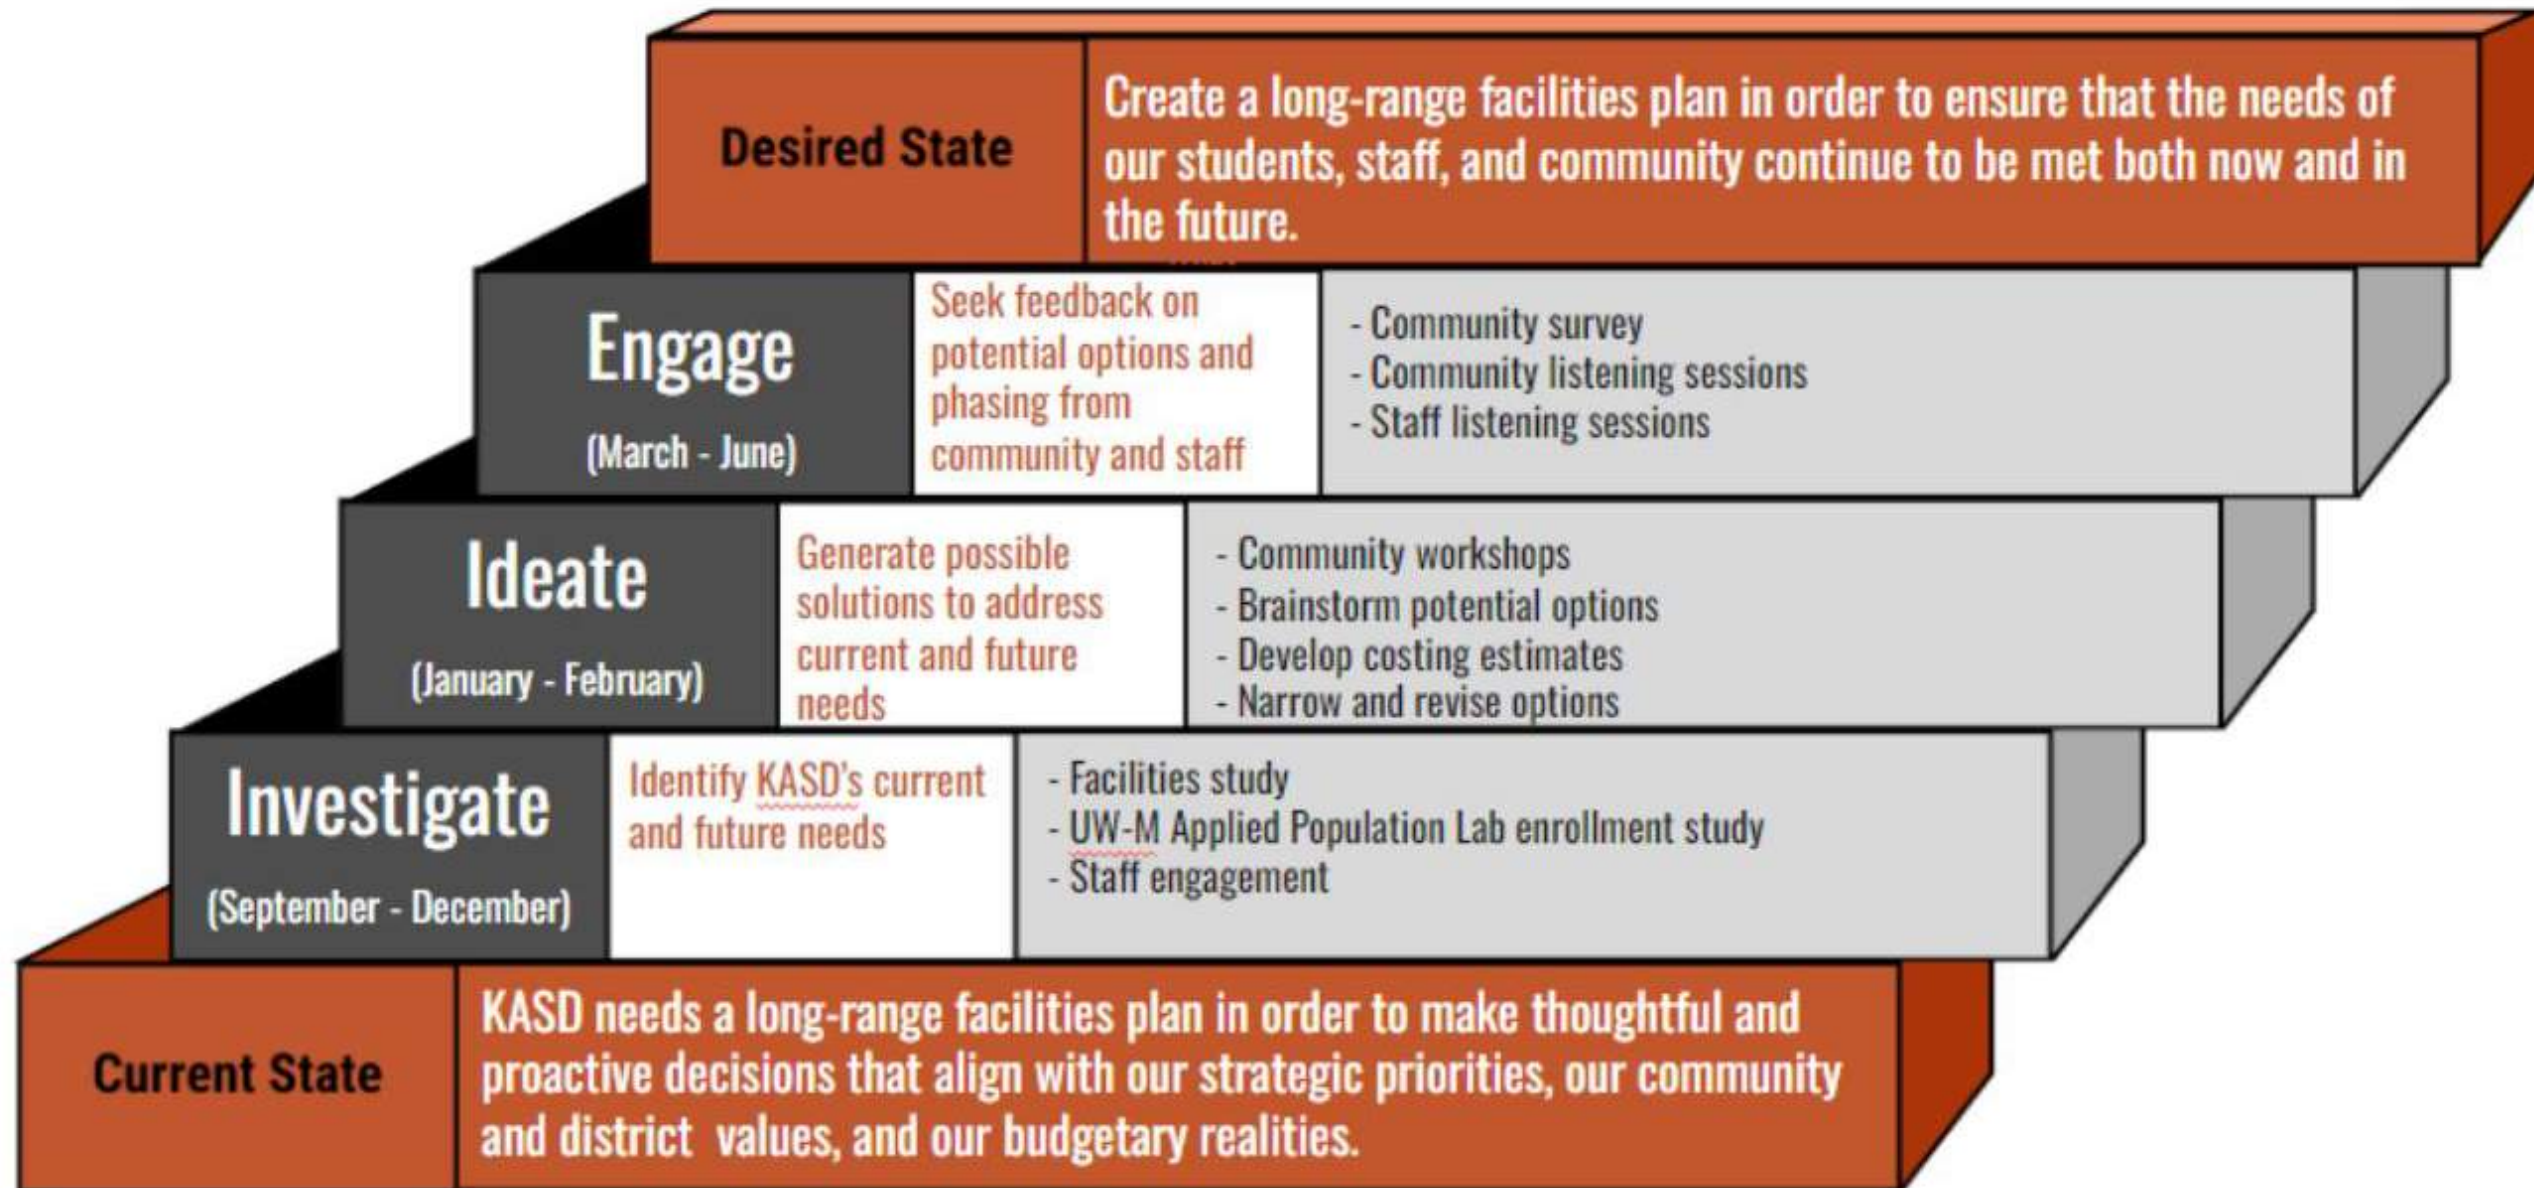 Desired State
Create a long-range facilities plan in order to ensure that the needs of
our students, staff, and community continue to be met both now and in
the future.
Engage
(March - June)
Seek feedback on
potential options and
phasing from
community and staff
- Community survey
- Community listening sessions
- Staff listening sessions
Ideate
(January - February)
Generate possible
solutions to address
current and future
needs
- Community workshops
- Brainstorm potential options
- Develop costing estimates
- Narrow and revise options
Investigate
(September - December)
Identify KASD's current
and future needs
- Facilities study
- UW-M Applied Population Lab enrollment study
- Staff engagement
Current State
KASD needs a long-range facilities plan in order to make thoughtful and
proactive decisions that align with our strategic priorities, our community
and district  values, and our budgetary realities.